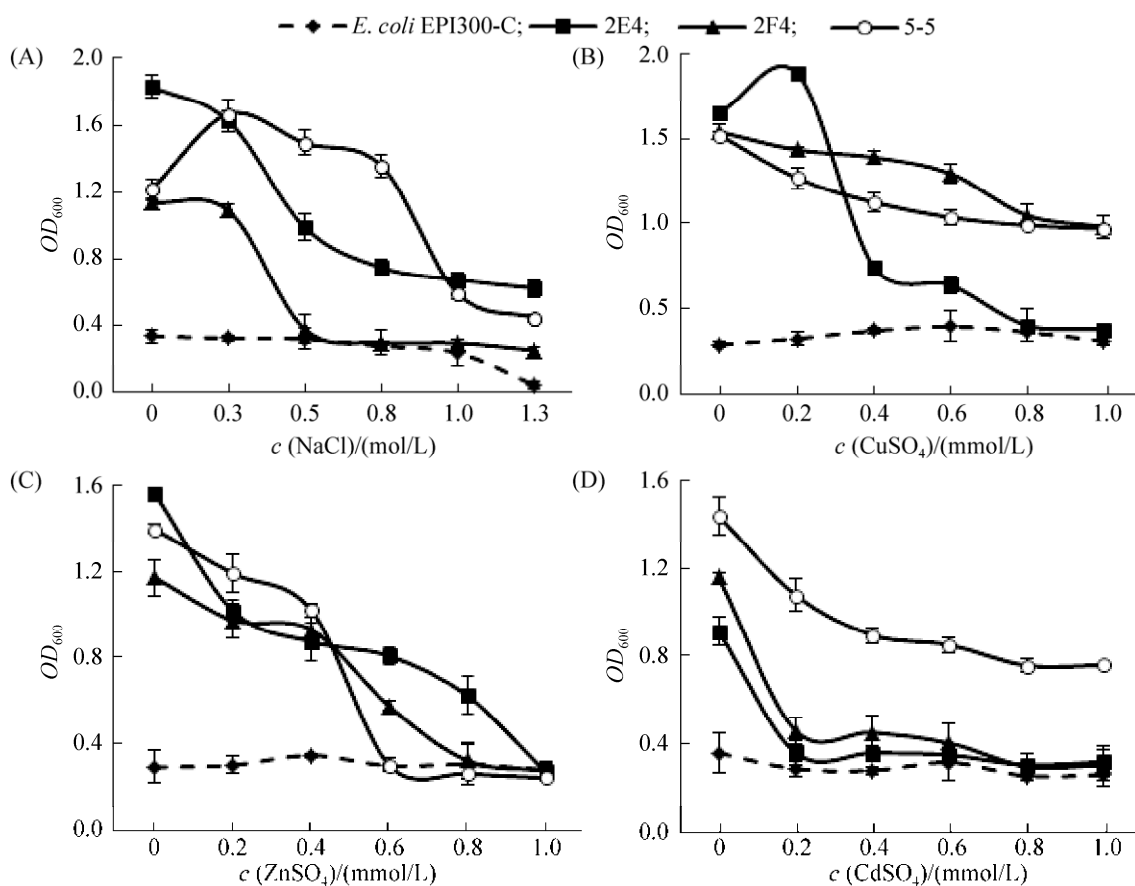 E. coli EPI300-C; 2E4; 2F4; 5-5
(A)
2.0
1.6
1.2
0.8
0.4
0.0
OD600
0 0.3 0.5 0.8 1.0 1.3
c (NaCl)/(mol/L)
(B)
2.0
1.5
1.0
0.5
0.0
OD600
0 0.2 0.4 0.6 0.8 1.0
c (CuSO4)/(mmol/L)
(C)
1.6
1.2
0.8
0.4
0.0
OD600
0 0.2 0.4 0.6 0.8 1.0
c (ZnSO4)/(mmol/L)
(D)
1.6
1.2
0.8
0.4
0.0
OD600
0 0.2 0.4 0.6 0.8 1.0
c (CdSO4)/(mmol/L)